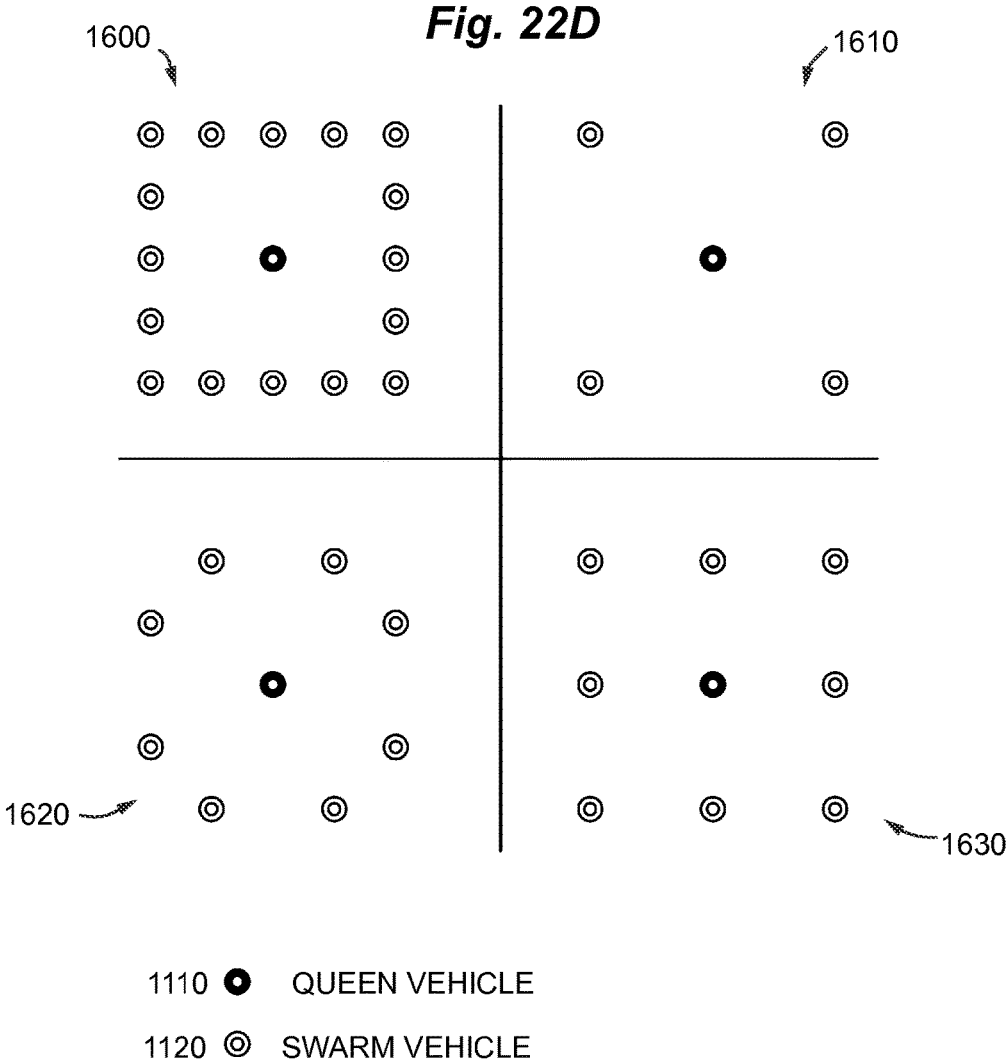 Fig. 22D
1600
1610
1620
1630
1110 QUEEN VEHICLE
1120 SWARM VEHICLE